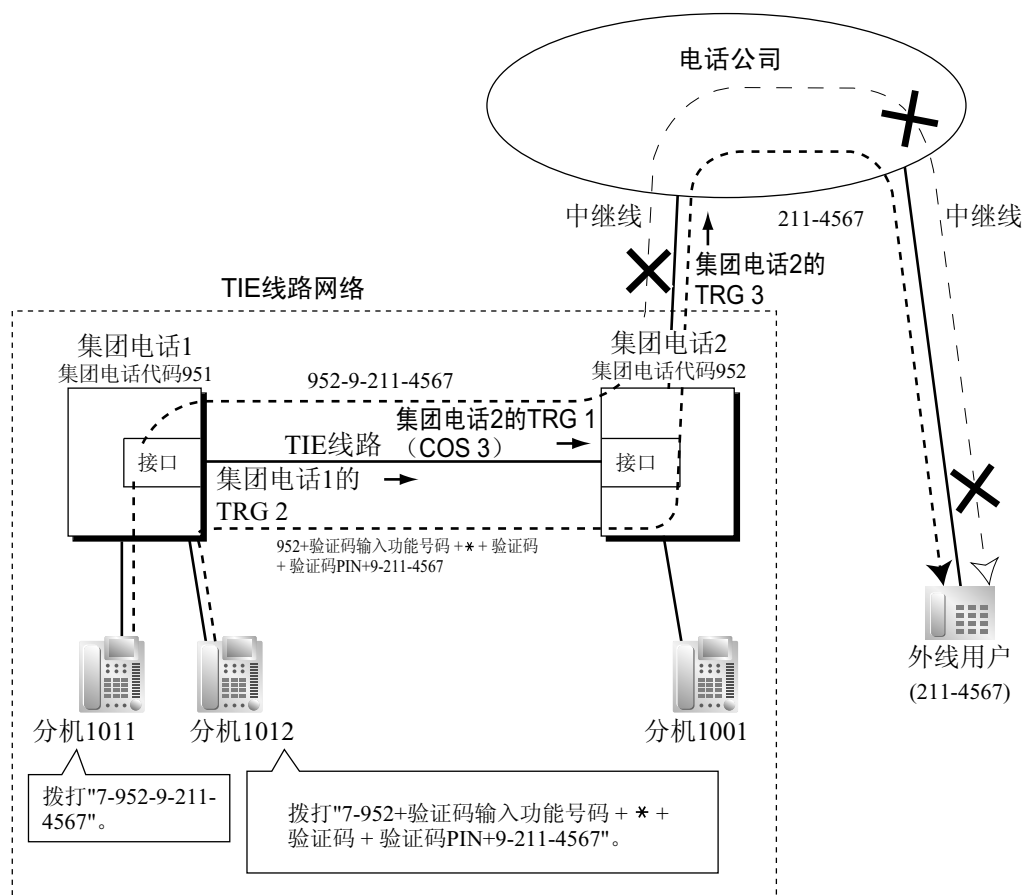 电话公司
中继线
211-4567
中继线
集团电话2的
TRG 3
TIE线路网络
集团电话1
集团电话代码951
集团电话2
集团电话代码952
952-9-211-4567
集团电话2的TRG 1
(COS 3)
TIE线路
接口
接口
集团电话1的
TRG 2
952+验证码输入功能号码 +*+ 验证码
+ 验证码PIN+9-211-4567
外线用户
(211-4567)
分机1011
分机1012
分机1001
拨打"7-952-9-211-
4567"。
拨打"7-952+验证码输入功能号码 + * +
验证码 + 验证码PIN+9-211-4567"。